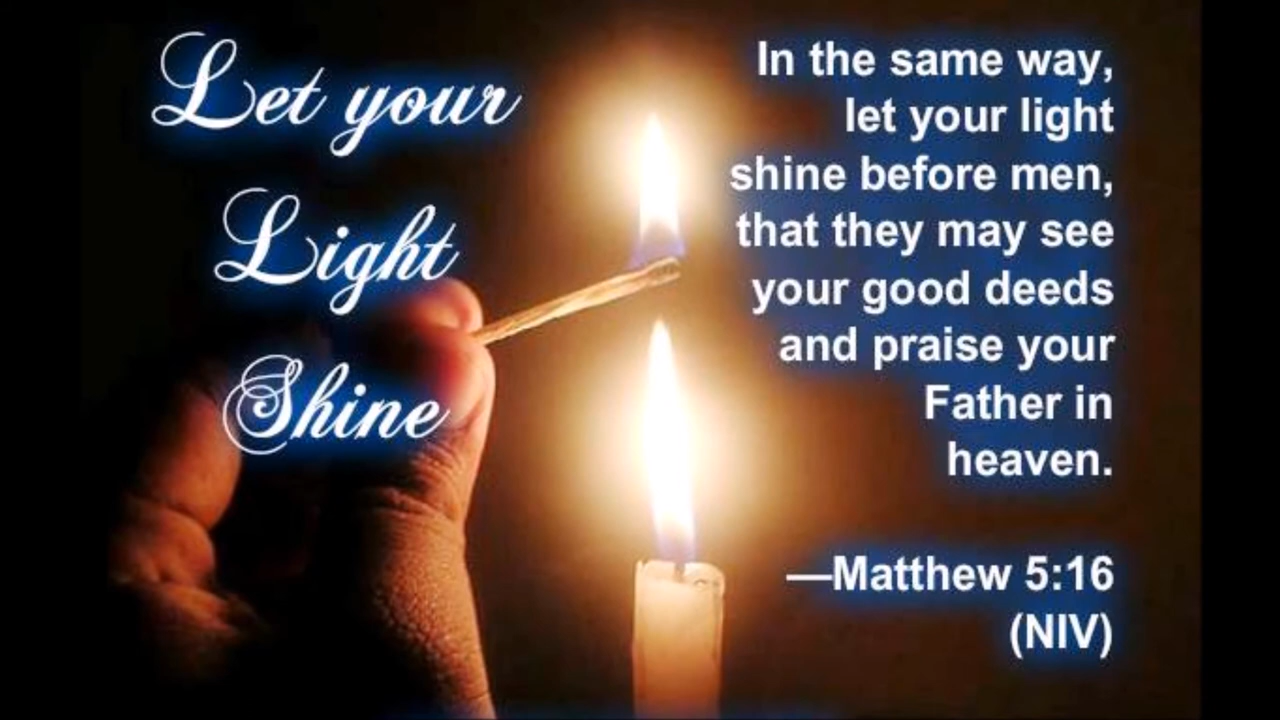 Let your
Light
Shine
In the same way,
let your light
shine before men,
that they may see
your good deeds
and praise your
Father in
heaven.
—Matthew 5:16
(NIV)